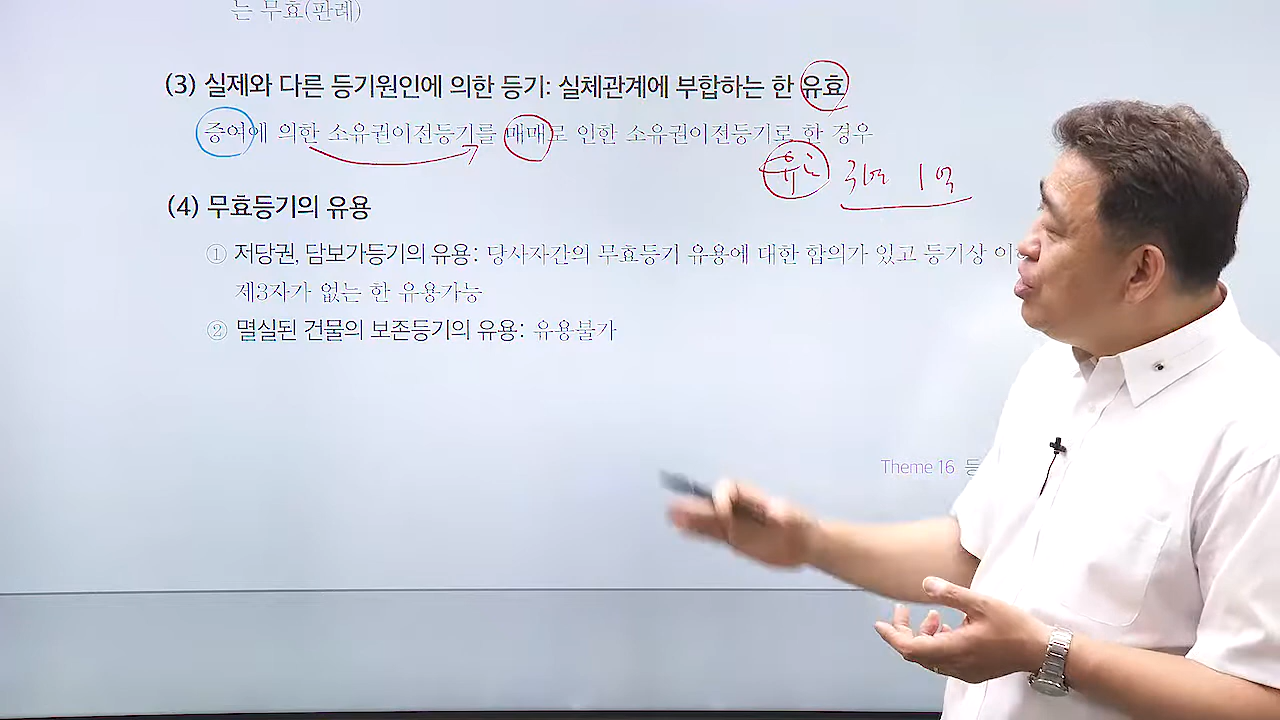 는 무효(판례)
(3) 실제와 다른 등기원인에 의한 등기: 실체관계에 부합하는 한 유효
증여에 의한 소유권이전등기를 매매로 인한 소유권이전등기로 한 경우
1억
(4) 무효등기의 유용
① 저당권, 담보가등기의 유용: 당사자간의 무효등기 유용에 대한 합의가 있고 등기상 이
제3자가 없는 한 유용가능
② 멸실된 건물의 보존등기의 유용: 유용불가
Theme 16 등